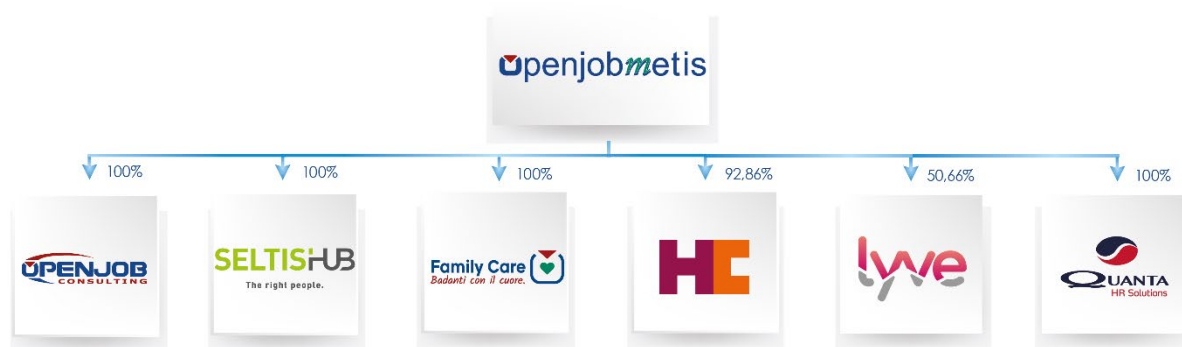 openjobmetis
100%
100%
100%
92,86%
50,66%
100%
OPENJOB
CONSULTING
SELTISHUB
The right people.
Family Care
Badanti con il cuore.
HC
lyve
QUANTA
HR Solutions